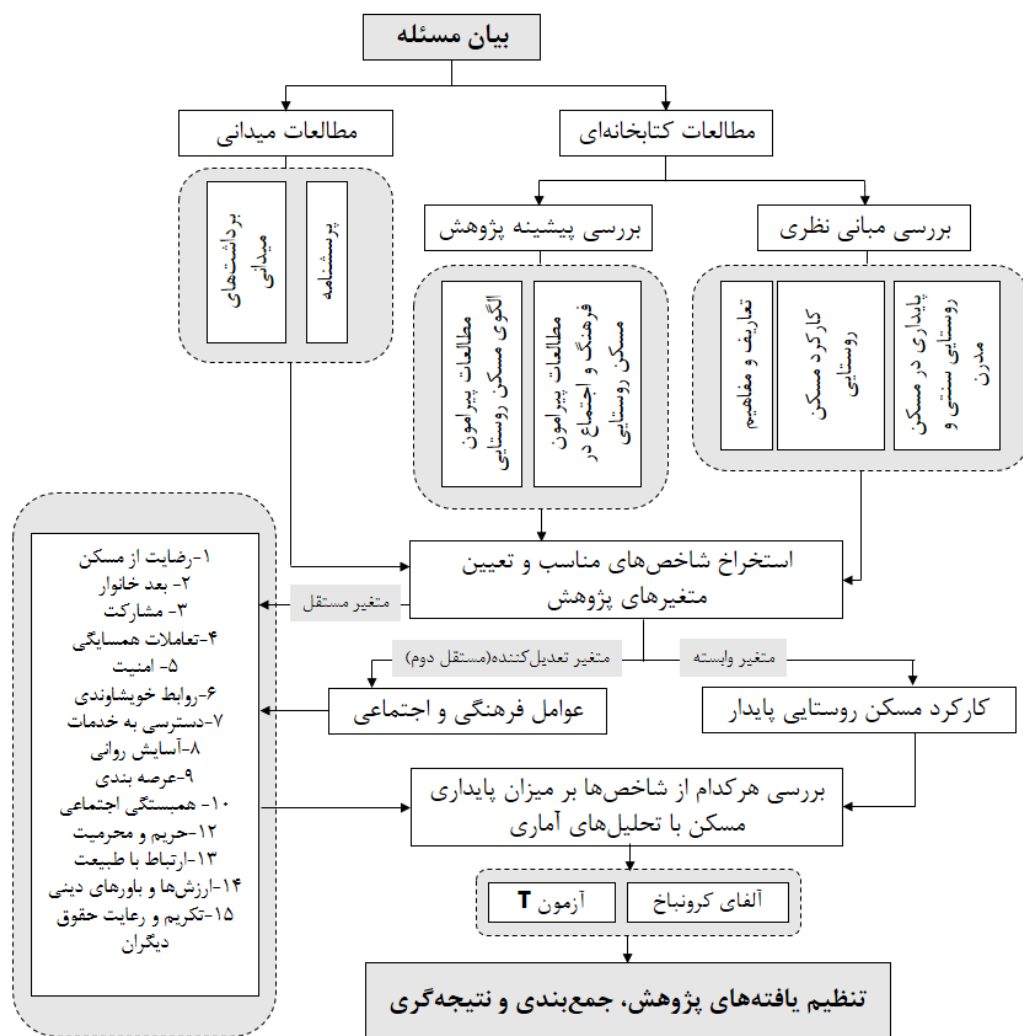 بیان مسئله
مطالعات کتابخانه‌ای
مطالعات میدانی
بررسی مبانی نظری
بررسی پیشینه پژوهش
پایداری در مسکن
روستایی سنتی و
مدرن
کارکرد مسکن
روستایی
تعاریف و مفاهیم
مطالعات پیرامون
فرهنگ و اجتماع در
مسکن روستایی
مطالعات پیرامون
الگوی مسکن روستایی
پرسشنامه
برداشت‌های
میدانی
استخراخ شاخص‌های مناسب و تعیین
متغیرهای پژوهش
متغیر مستقل
متغیر وابسته
متغیر تعدیل‌کننده(مستقل دوم)
کارکرد مسکن روستایی پایدار
عوامل فرهنگی و اجتماعی
۱-رضایت از مسکن
۲- بعد خانوار
۳- مشارکت
۴-تعاملات همسایگی
۵- امنیت
۶-روابط خویشاوندی
۷-دسترسی به خدمات
۸-آسایش روانی
۹-عرصه بندی
۱۰- همبستگی اجتماعی
۱۲-حریم و محرمیت
۱۳-ارتباط با طبیعت
۱۴-ارزش‌ها و باورهای دینی
۱۵-تکریم و رعایت حقوق
دیگران
بررسی هرکدام از شاخص‌ها بر میزان پایداری
مسکن با تحلیل‌های آماری
آلفای کرونباخ
آزمون T
تنظیم یافته‌های پژوهش، جمع‌بندی و نتیجه‌گری